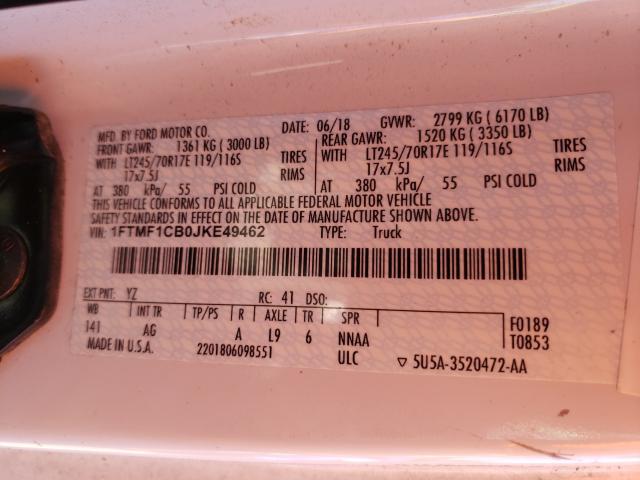 MFD. BY FORD MOTOR CO. DATE: 06/18 GVWR: 2799 KG ( 6170 LB)
FRONT GAWR: 1361 KG ( 3000 LB) REAR GAWR: 1520 KG ( 3350 LB)
WITH LT245/70R17E 119/116S TIRES WITH LT245/70R17E 119/116S TIRES
17x7.5J RIMS 17x7.5J RIMS
AT 380 kPa/ 55 PSI COLD AT 380 kPa/ 55 PSI COLD
THIS VEHICLE CONFORMS TO ALL APPLICABLE FEDERAL MOTOR VEHICLE
SAFETY STANDARDS IN EFFECT ON THE DATE OF MANUFACTURE SHOWN ABOVE.
VIN: 1FTMF1CB0JKE49462 TYPE: Truck
EXT PNT: YZ RC: 41 DSO:
WB INT TR TP/PS R AXLE TR SPR F0189
141 AG A L9 6 NNAA T0853
MADE IN U.S.A. 2201806098551 ULC ▽ 5U5A-3520472-AA